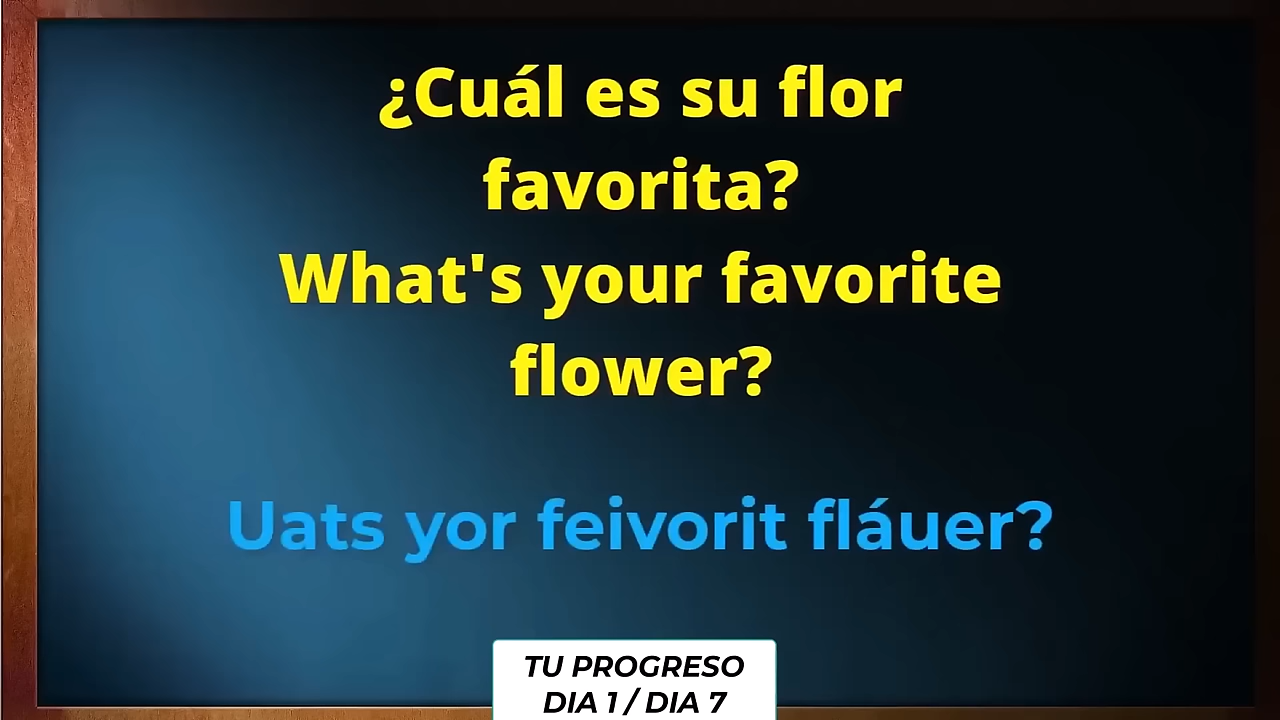 ¿Cuál es su flor
favorita?
What's your favorite
flower?
Uats yor feivorit fláuer?
TU PROGRESO
DIA 1 / DIA 7